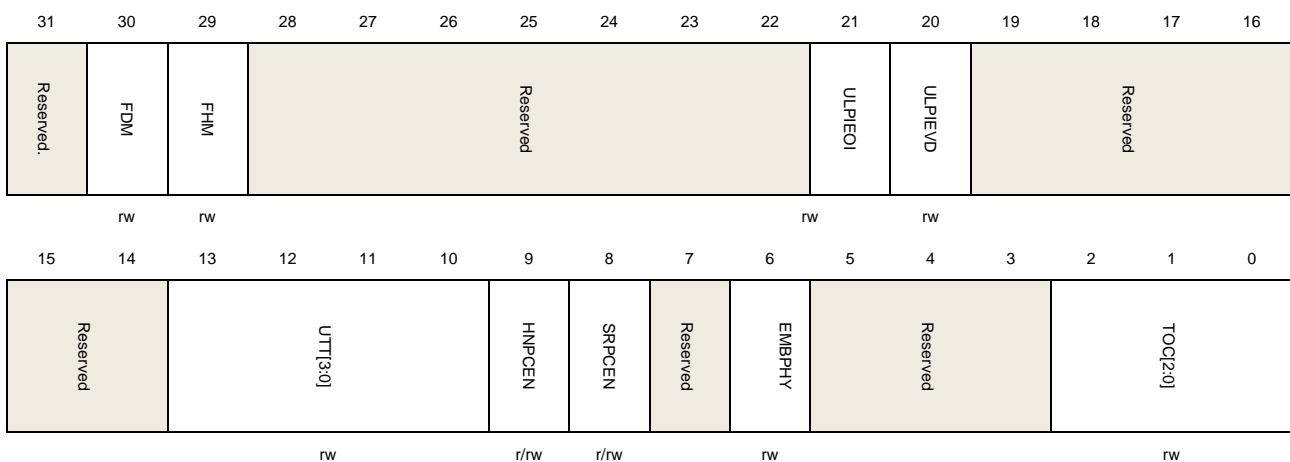 31 30 29 28 27 26 25 24 23 22 21 20 19 18 17 16
Reserved. FDM FHM Reserved ULPIEOI ULPIEVD Reserved
rw rw rw rw
15 14 13 12 11 10 9 8 7 6 5 4 3 2 1 0
Reserved UTT[3:0] HNPCEN SRPCEN Reserved EMBPHY Reserved TOC[2:0]
rw r/rw r/rw rw rw